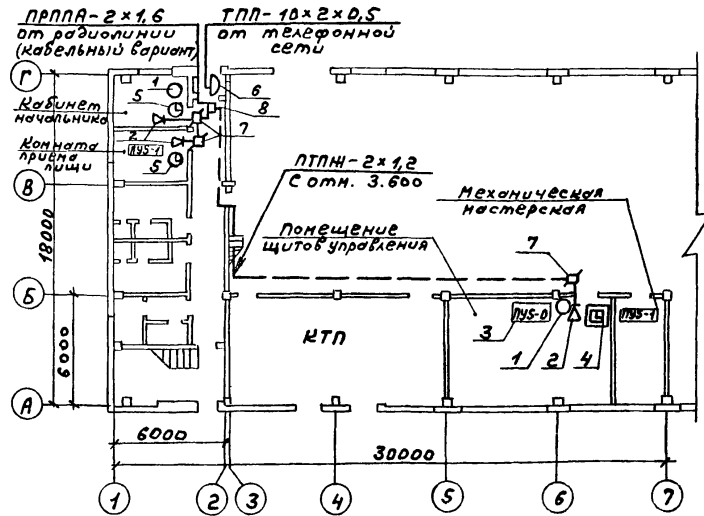 ПРППА-2×1,6
от радиолинии
(кабельный вариант)
ТПП-10×2×0,5
от телефонной
сети
Г
1
5
6
8
Кабинет
начальника
2
7
Комната
приема
пищи
ПУ5-1
5
ПТПЖ-2×1,2
С отм. 3.600
В
Механическая
мастерская
18000
Помещение
щитов управления
7
Б
ПУ5-0
ПУ5-1
3
КТП
1
2
4
6000
А
6000
30000
1
2
3
4
5
6
7